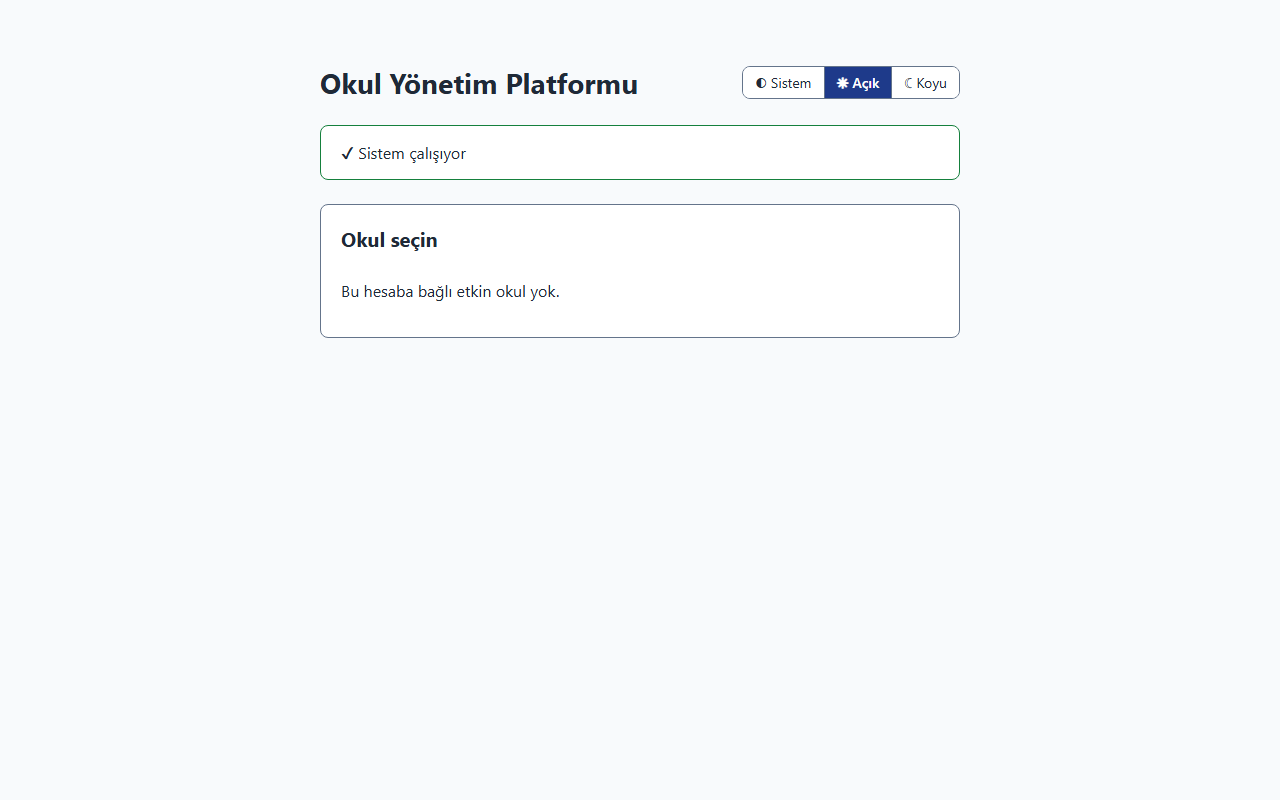 Okul Yönetim Platformu
◐ Sistem
✱ Açık
☾ Koyu
✓ Sistem çalışıyor
Okul seçin
Bu hesaba bağlı etkin okul yok.